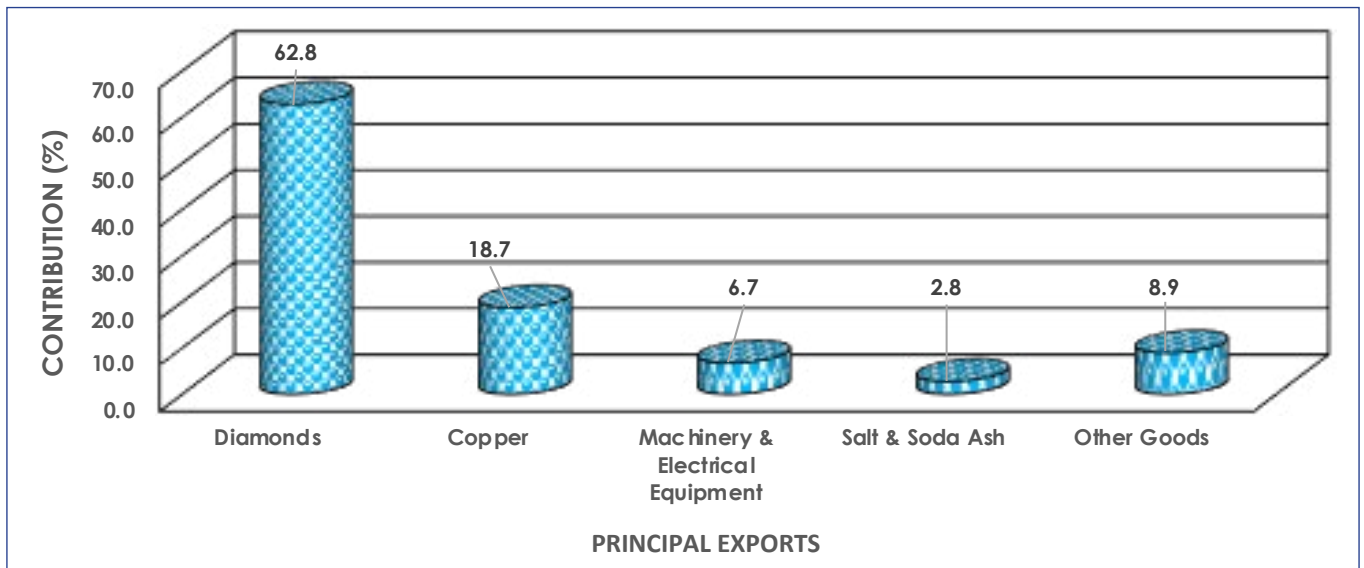 CONTRIBUTION (%)
70.0
60.0
50.0
40.0
30.0
20.0
10.0
0.0
62.8
18.7
6.7
2.8
8.9
Diamonds
Copper
Machinery &
Electrical
Equipment
Salt & Soda Ash
Other Goods
PRINCIPAL EXPORTS